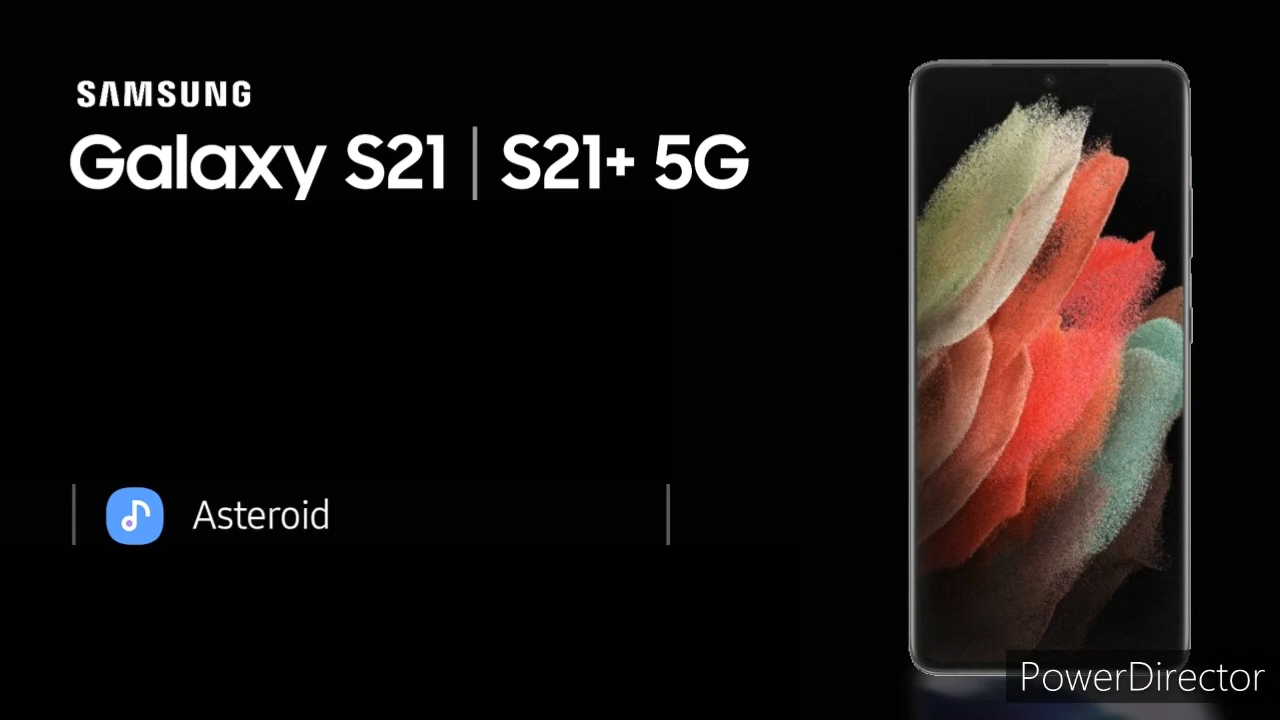 SAMSUNG
Galaxy S21 | S21+ 5G
Asteroid
PowerDirector